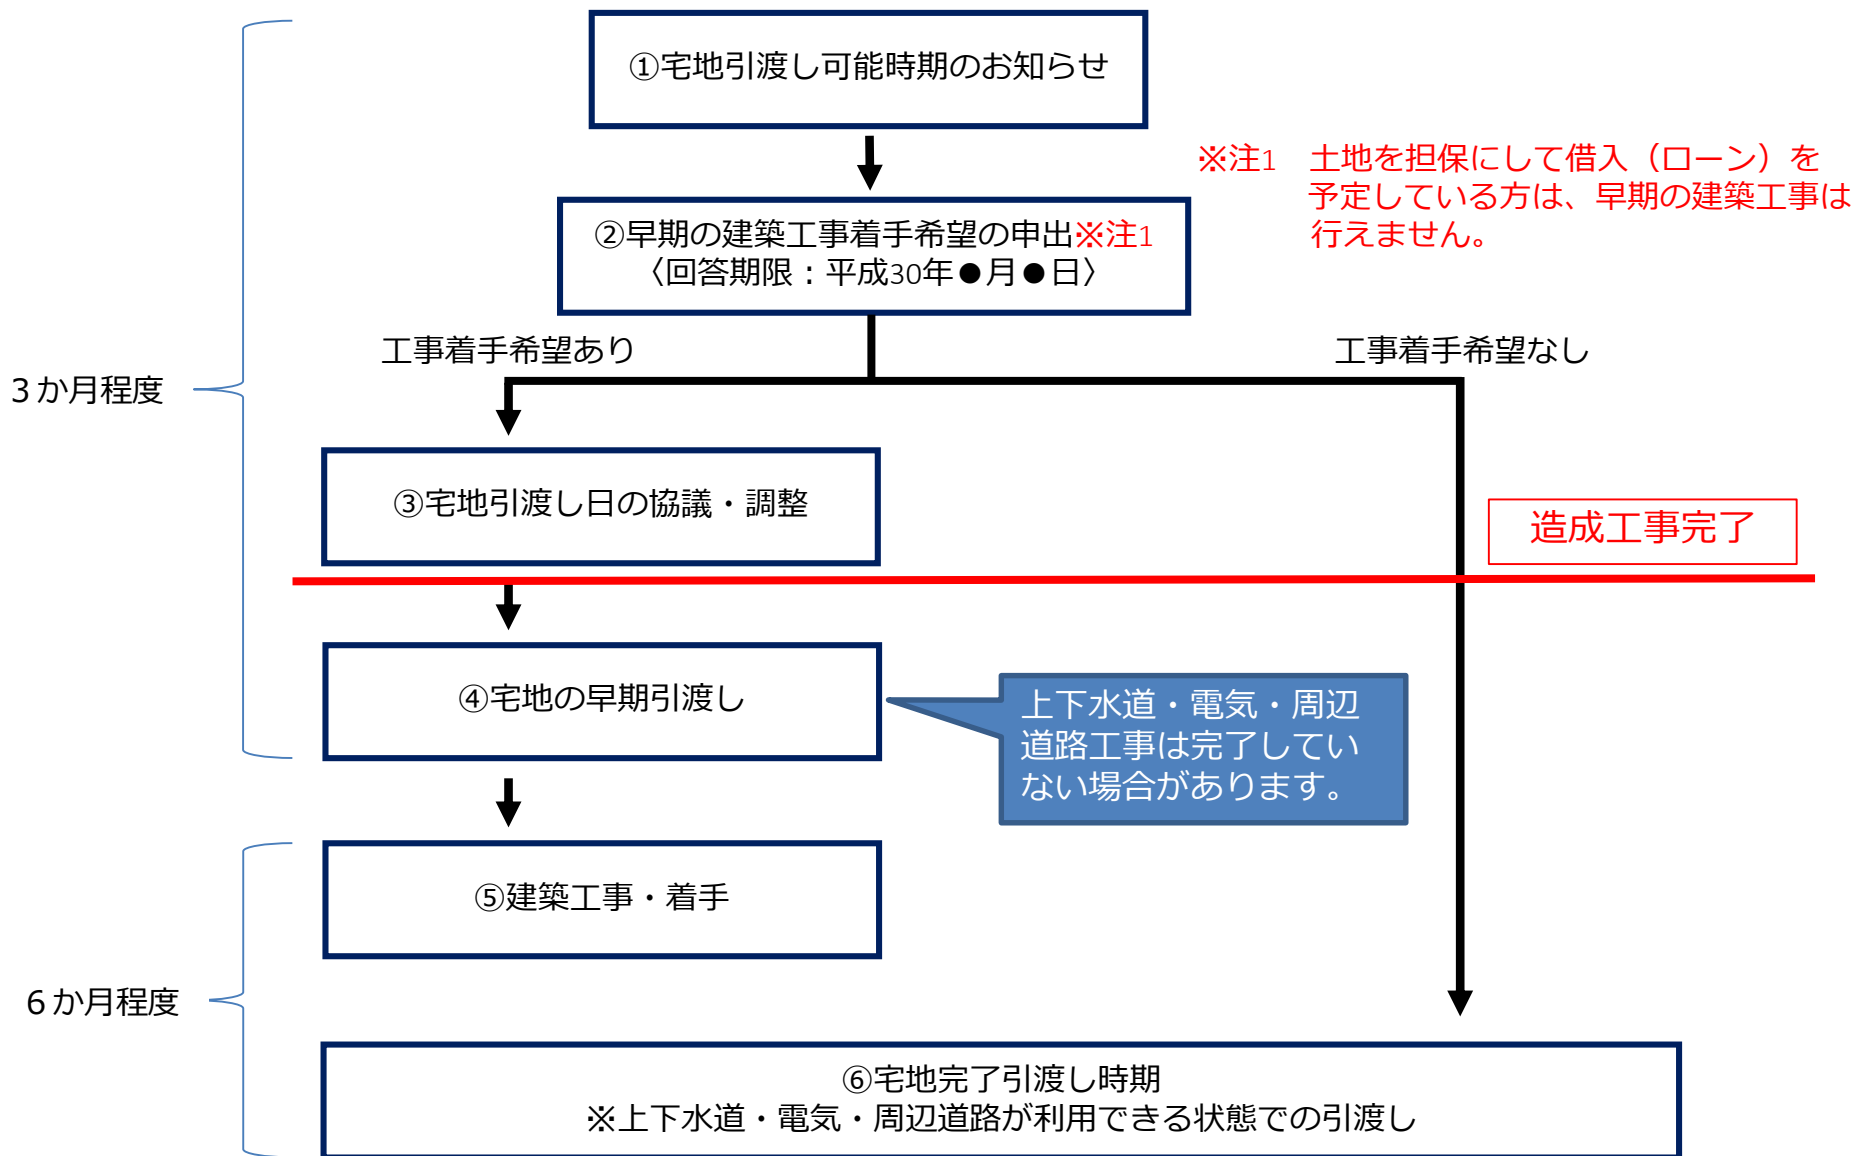 ①宅地引渡し可能時期のお知らせ
※注1　土地を担保にして借入（ローン）を
予定している方は、早期の建築工事は
行えません。
②早期の建築工事着手希望の申出※注1
〈回答期限：平成30年●月●日〉
工事着手希望あり
工事着手希望なし
３か月程度
③宅地引渡し日の協議・調整
造成工事完了
④宅地の早期引渡し
上下水道・電気・周辺
道路工事は完了してい
ない場合があります。
⑤建築工事・着手
６か月程度
⑥宅地完了引渡し時期
※上下水道・電気・周辺道路が利用できる状態での引渡し